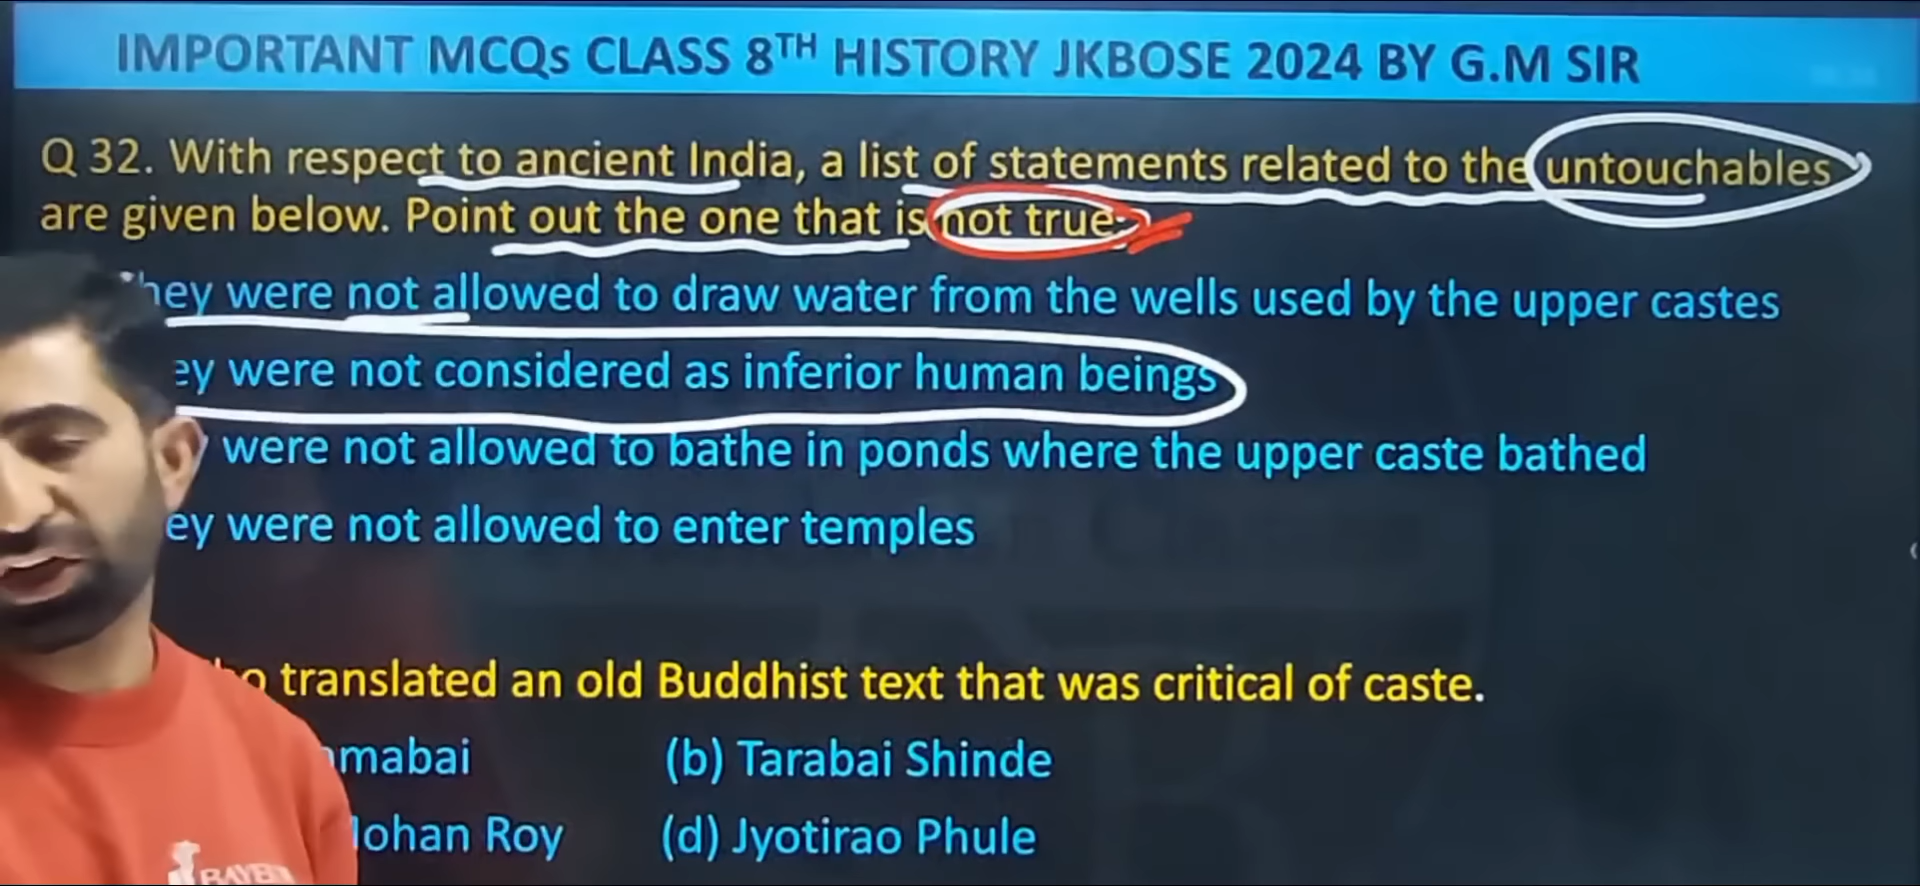 IMPORTANT MCQs CLASS 8TH HISTORY JKBOSE 2024 BY G.M SIR
Q 32. With respect to ancient India, a list of statements related to the untouchables
are given below. Point out the one that is not true:
hey were not allowed to draw water from the wells used by the upper castes
ey were not considered as inferior human beings
were not allowed to bathe in ponds where the upper caste bathed
ey were not allowed to enter temples
o translated an old Buddhist text that was critical of caste.
mabai (b) Tarabai Shinde
ohan Roy (d) Jyotirao Phule